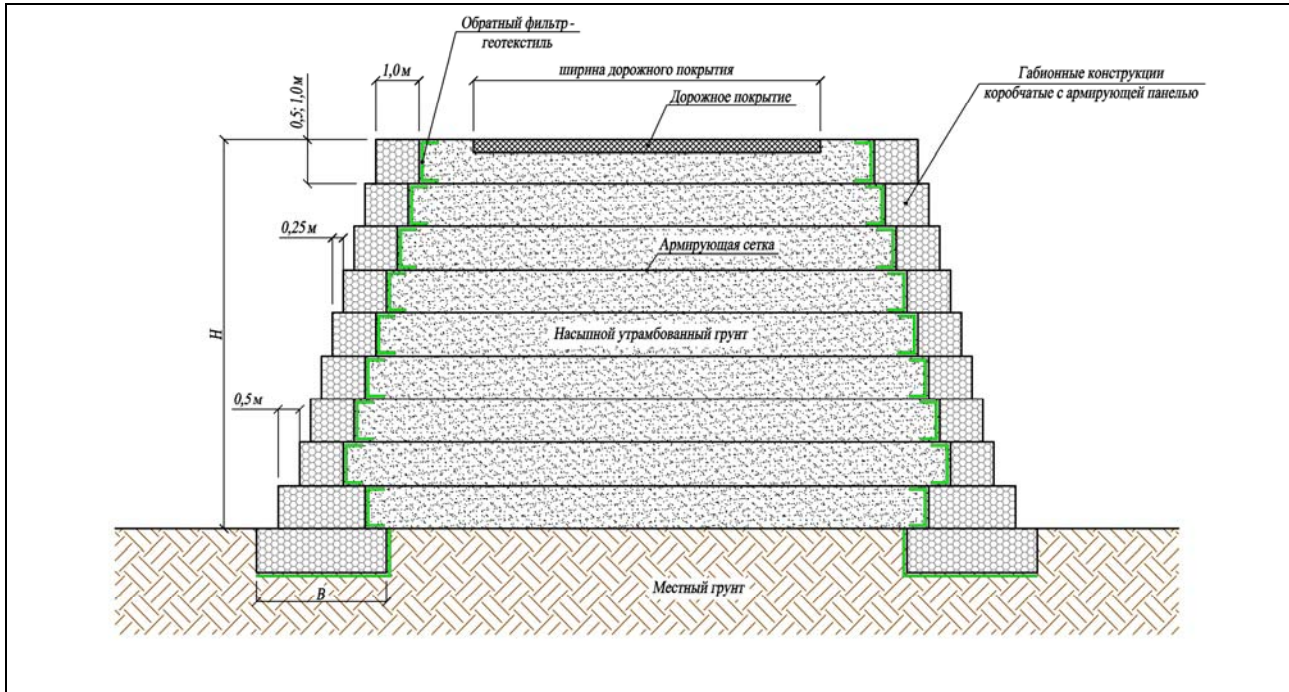 Обратный фильтр -
геотекстиль
1,0 м
ширина дорожного покрытия
Габионные конструкции
коробчатые с армирующей панелью
Дорожное покрытие
0,5; 1,0 м
0,25 м
Армирующая сетка
H
Насыпной утрамбованный грунт
0,5 м
Местный грунт
B